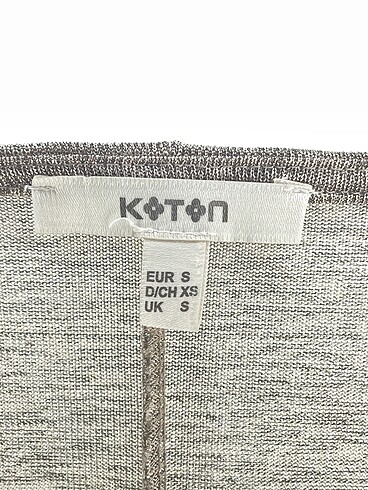 KOTON
EUR S
D/CH XS
UK S